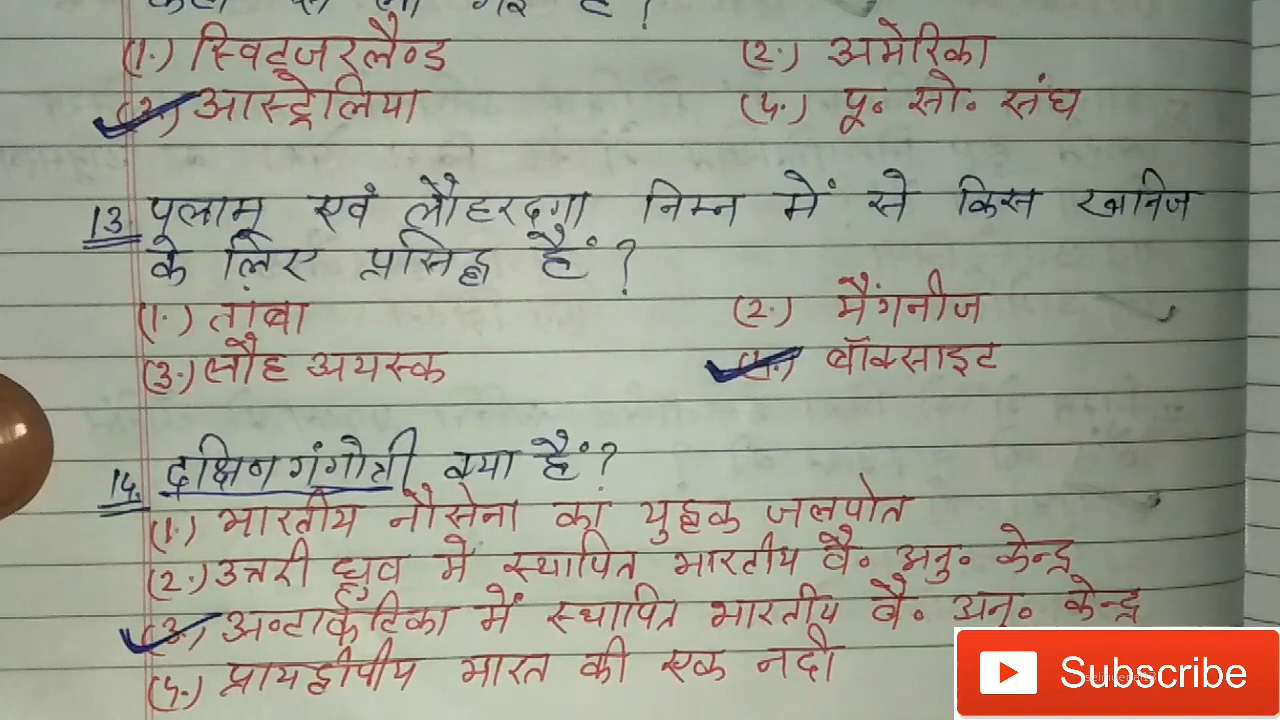 से ली गई है?
(1.) स्विट्जरलैण्ड (2.) अमेरिका
(3.) आस्ट्रेलिया (4.) पू॰ सो॰ संघ
13. पलामू एवं लौहरदगा निम्न में से किस खनिज
के लिए प्रसिद्ध हैं?
(1.) तांबा (2.) मैंगनीज
(3.) लौह अयस्क (4.) बॉक्साइट
14. दक्षिण गंगोत्री क्या हैं?
(1.) भारतीय नौसेना का युद्धक जलपोत
(2.) उत्तरी ध्रुव में स्थापित भारतीय वै॰ अनु॰ केन्द्र
(3.) अण्टार्कटिका में स्थापित भारतीय वै॰ अनु॰ केन्द्र
(4.) प्रायद्वीपीय भारत की एक नदी
Subscribe